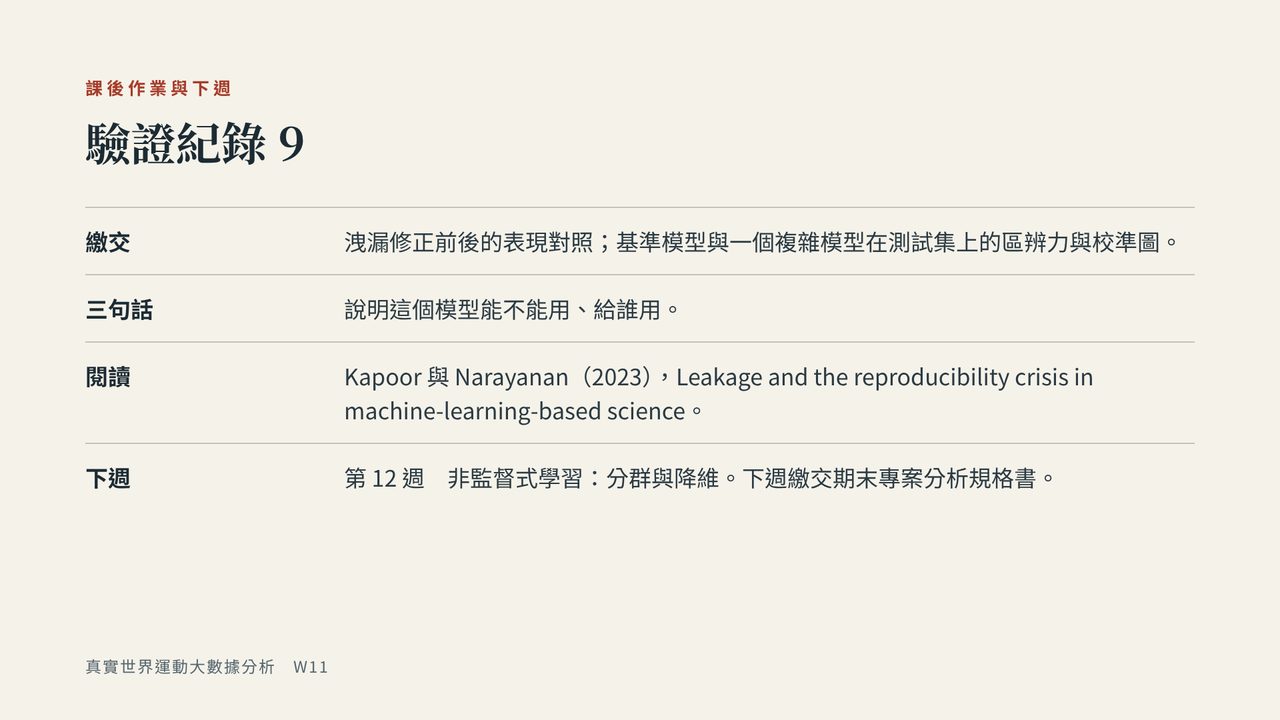 課後作業與下週
驗證紀錄 9
繳交
洩漏修正前後的表現對照；基準模型與一個複雜模型在測試集上的區辨力與校準圖。
三句話
說明這個模型能不能用、給誰用。
閱讀
Kapoor 與 Narayanan（2023），Leakage and the reproducibility crisis in
machine-learning-based science。
下週
第 12 週　非監督式學習：分群與降維。下週繳交期末專案分析規格書。
真實世界運動大數據分析　W11